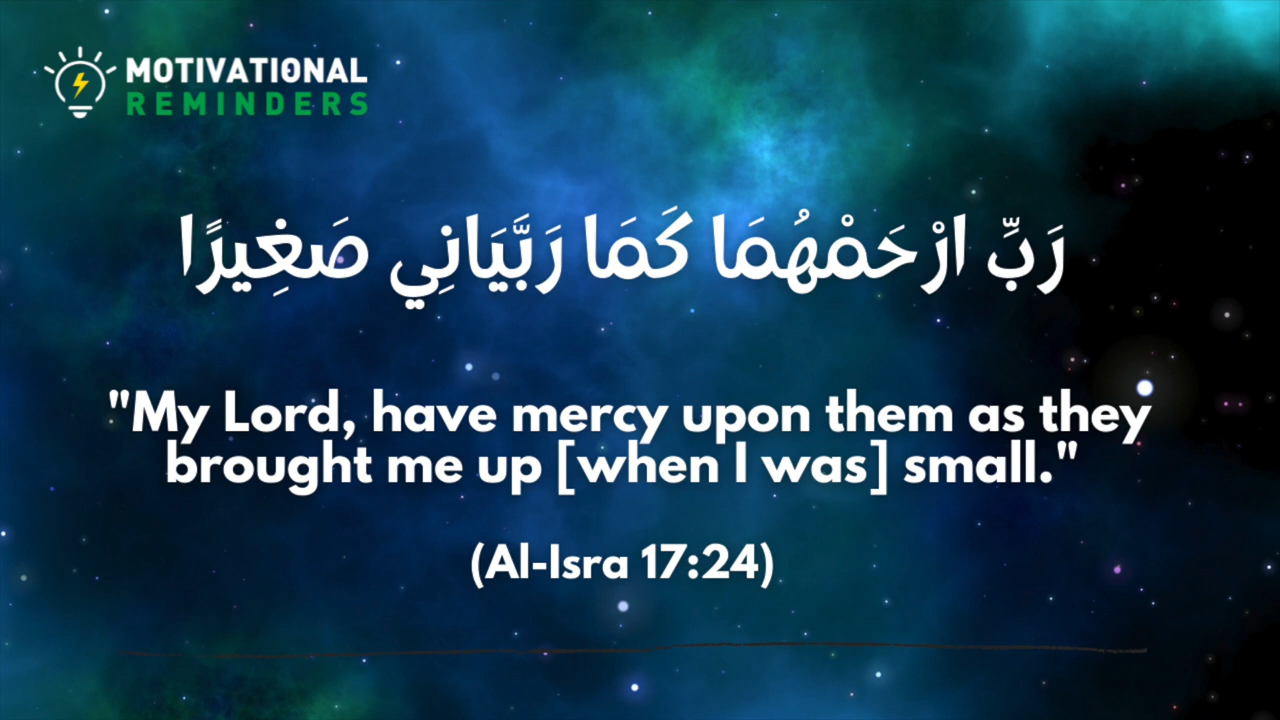 MOTIVATIONAL
REMINDERS
رَبِّ ارْحَمْهُمَا كَمَا رَبَّيَانِي صَغِيرًا
"My Lord, have mercy upon them as they
brought me up [when I was] small."
(Al-Isra 17:24)